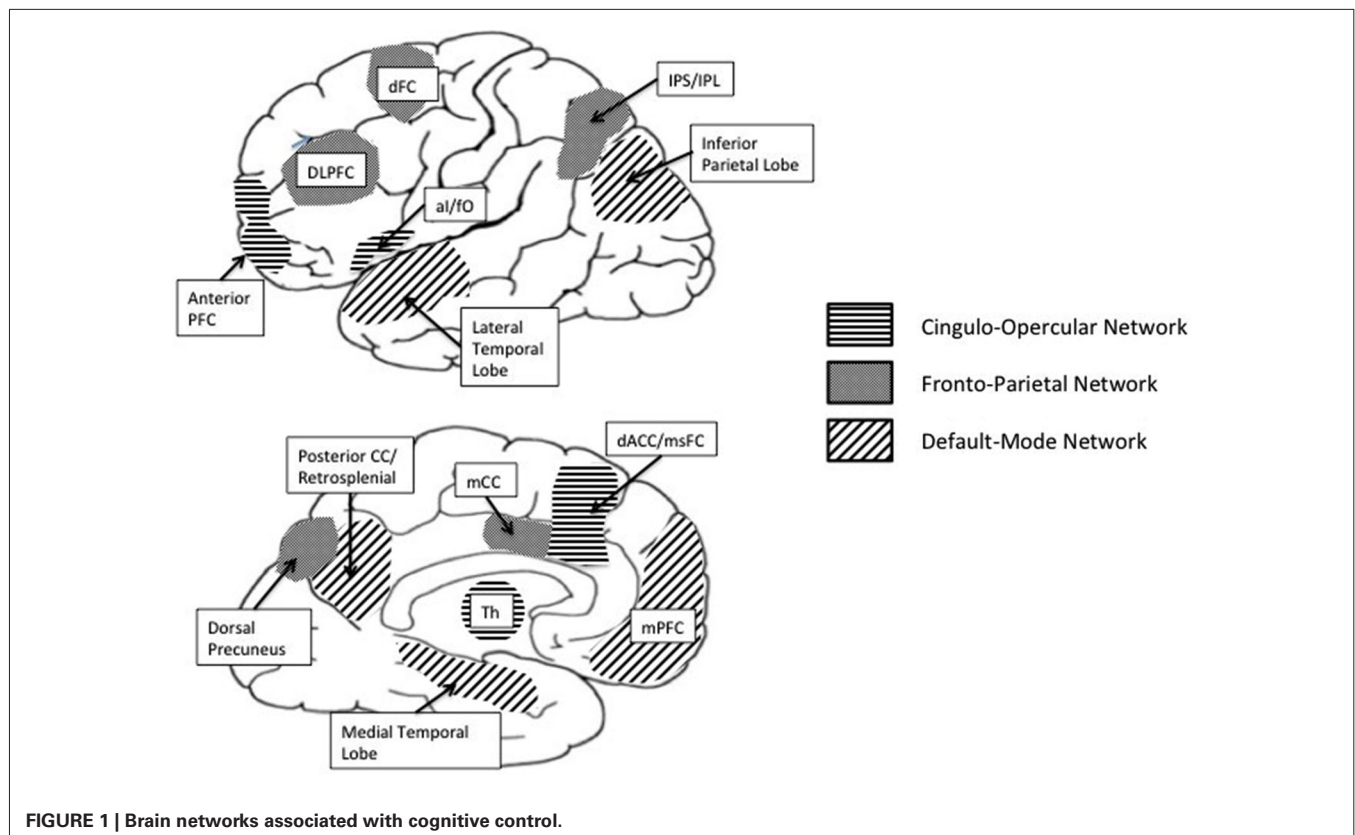 dFC
IPS/IPL
Inferior
Parietal Lobe
DLPFC
aI/fO
Anterior
PFC
Lateral
Temporal
Lobe
Cingulo-Opercular Network
Fronto-Parietal Network
Default-Mode Network
Posterior CC/
Retrosplenial
mCC
dACC/msFC
Th
Dorsal
Precuneus
mPFC
Medial Temporal
Lobe
FIGURE 1 | Brain networks associated with cognitive control.